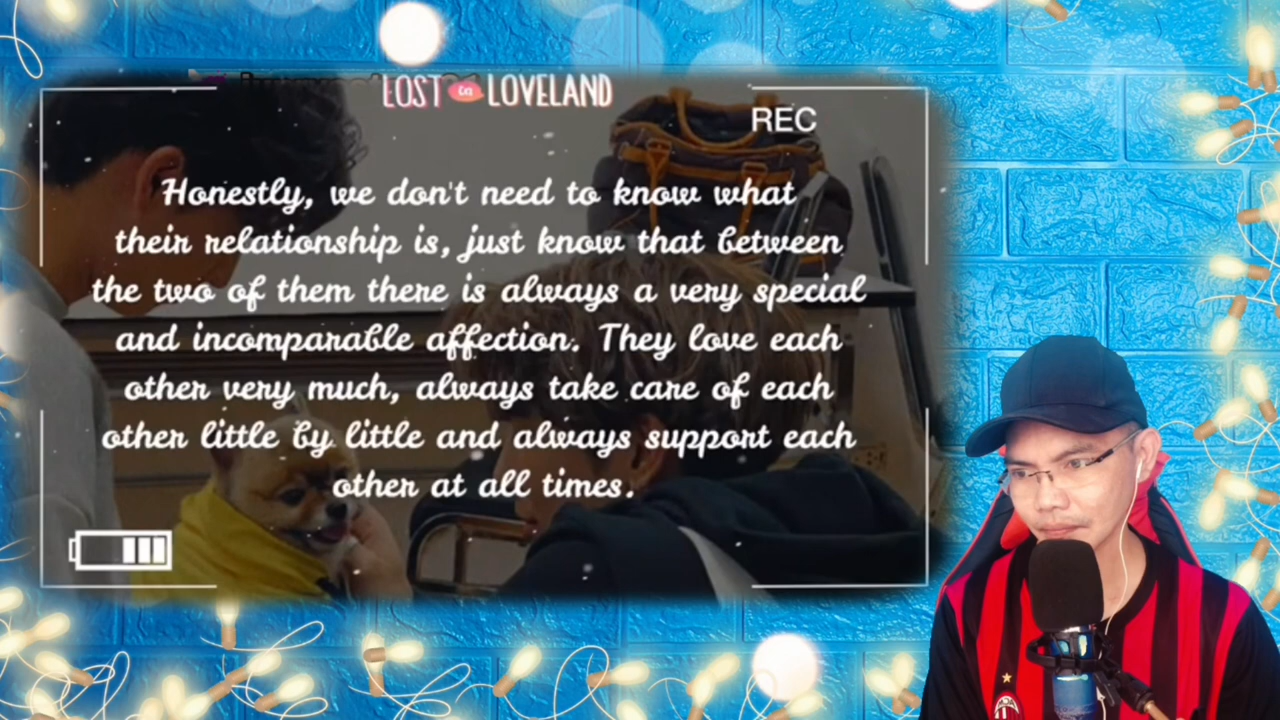 LOST in LOVELAND
REC
Honestly, we don't need to know what
their relationship is, just know that between
the two of them there is always a very special
and incomparable affection. They love each
other very much, always take care of each
other little by little and always support each
other at all times.